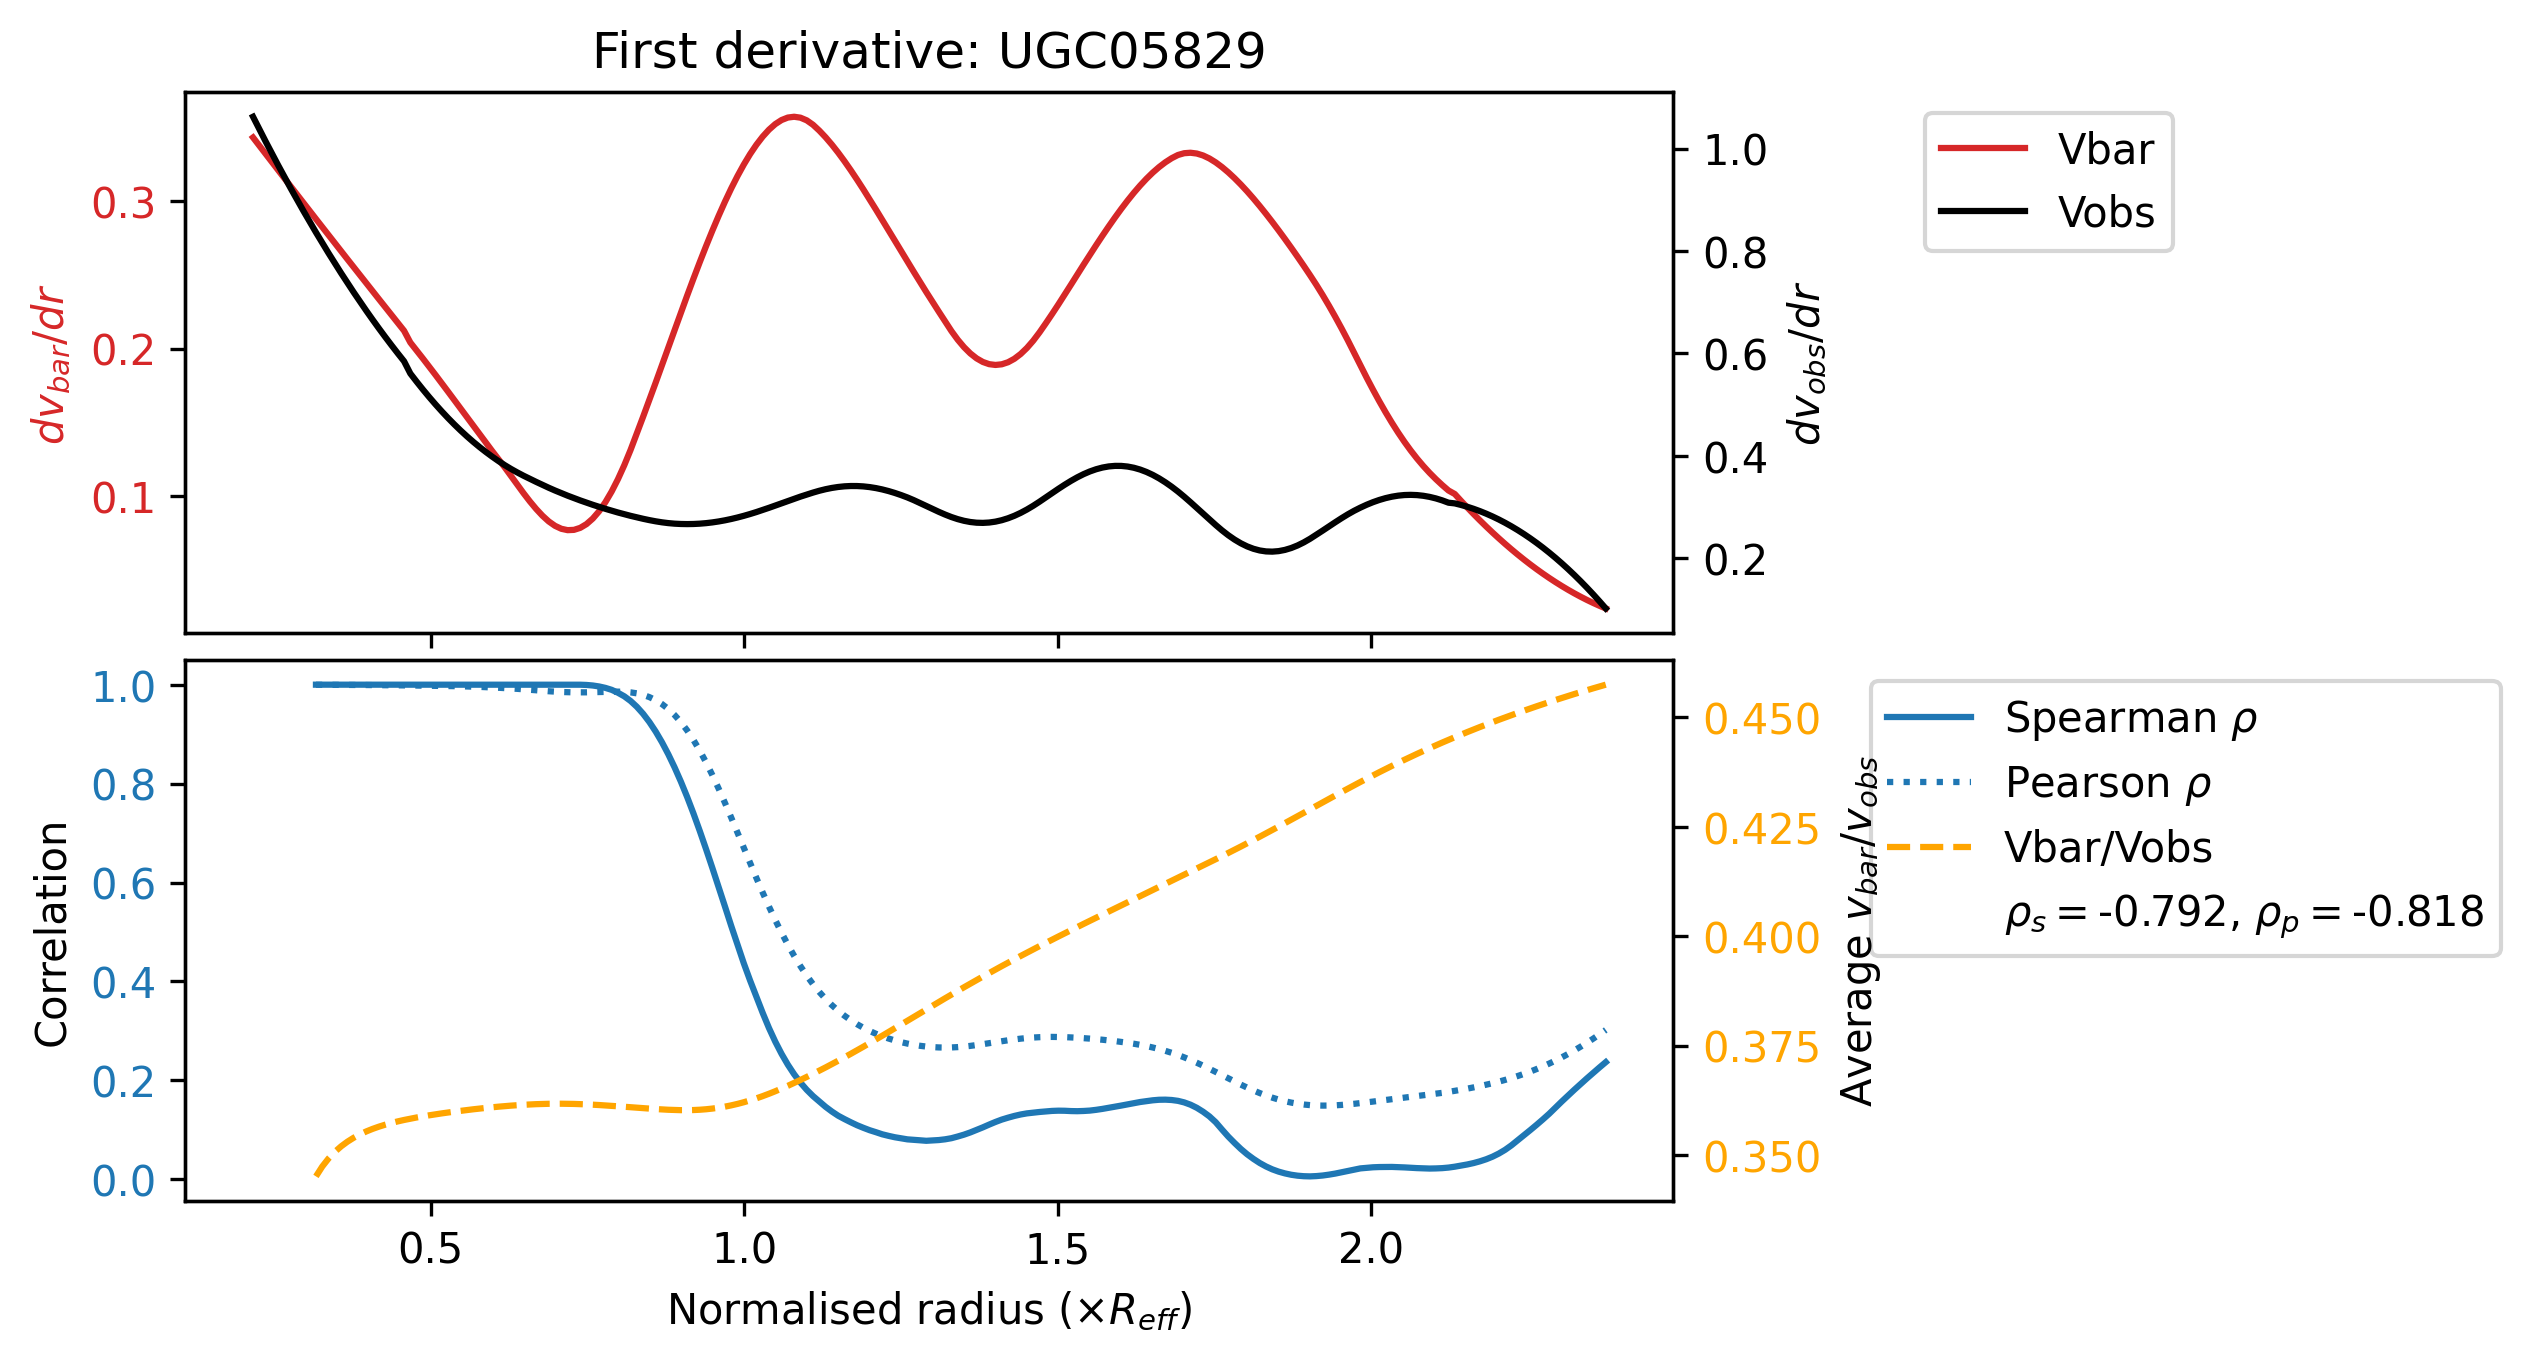 First derivative: UGC05829
0.3
0.2
0.1
dv_bar/dr
1.0
0.8
0.6
0.4
0.2
dv_obs/dr
Vbar
Vobs
1.0
0.8
0.6
0.4
0.2
0.0
Correlation
0.450
0.425
0.400
0.375
0.350
Average v_bar/v_obs
Spearman ρ
Pearson ρ
Vbar/Vobs
ρ_s = -0.792, ρ_p = -0.818
0.5 1.0 1.5 2.0
Normalised radius (×R_eff)